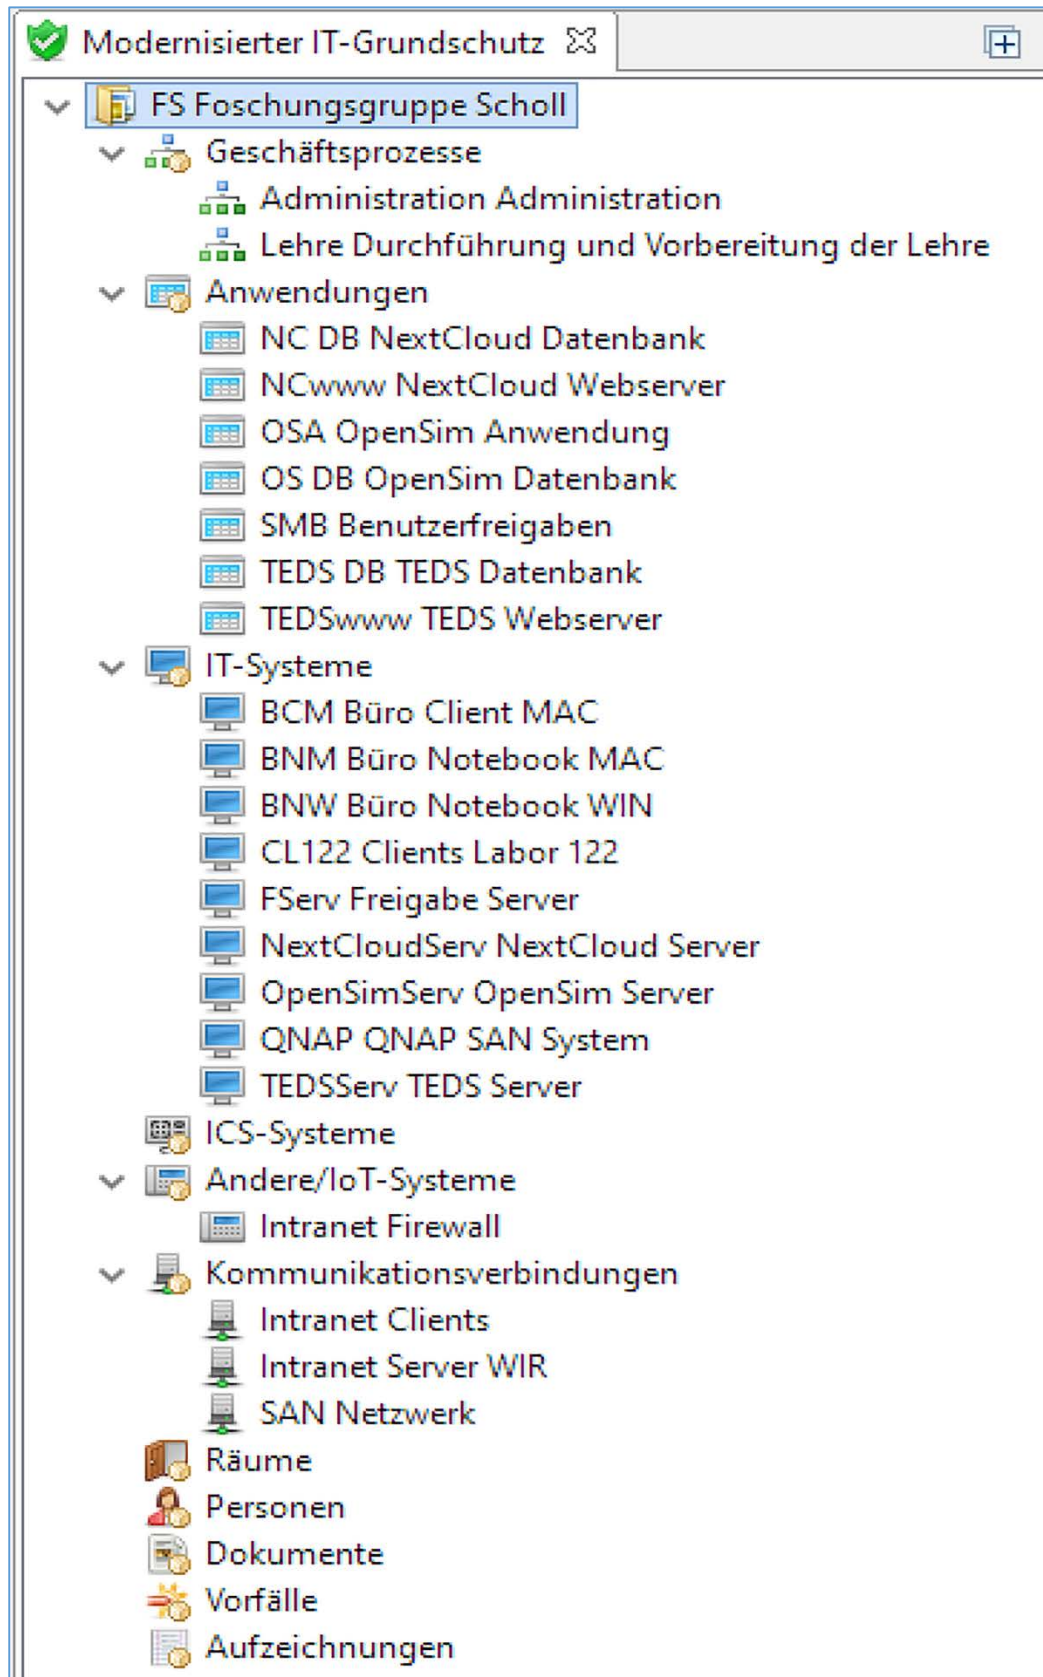 Modernisierter IT-Grundschutz
FS Foschungsgruppe Scholl
Geschäftsprozesse
Administration Administration
Lehre Durchführung und Vorbereitung der Lehre
Anwendungen
NC DB NextCloud Datenbank
NCwww NextCloud Webserver
OSA OpenSim Anwendung
OS DB OpenSim Datenbank
SMB Benutzerfreigaben
TEDS DB TEDS Datenbank
TEDSwww TEDS Webserver
IT-Systeme
BCM Büro Client MAC
BNM Büro Notebook MAC
BNW Büro Notebook WIN
CL122 Clients Labor 122
FServ Freigabe Server
NextCloudServ NextCloud Server
OpenSimServ OpenSim Server
QNAP QNAP SAN System
TEDSServ TEDS Server
ICS-Systeme
Andere/IoT-Systeme
Intranet Firewall
Kommunikationsverbindungen
Intranet Clients
Intranet Server WIR
SAN Netzwerk
Räume
Personen
Dokumente
Vorfälle
Aufzeichnungen